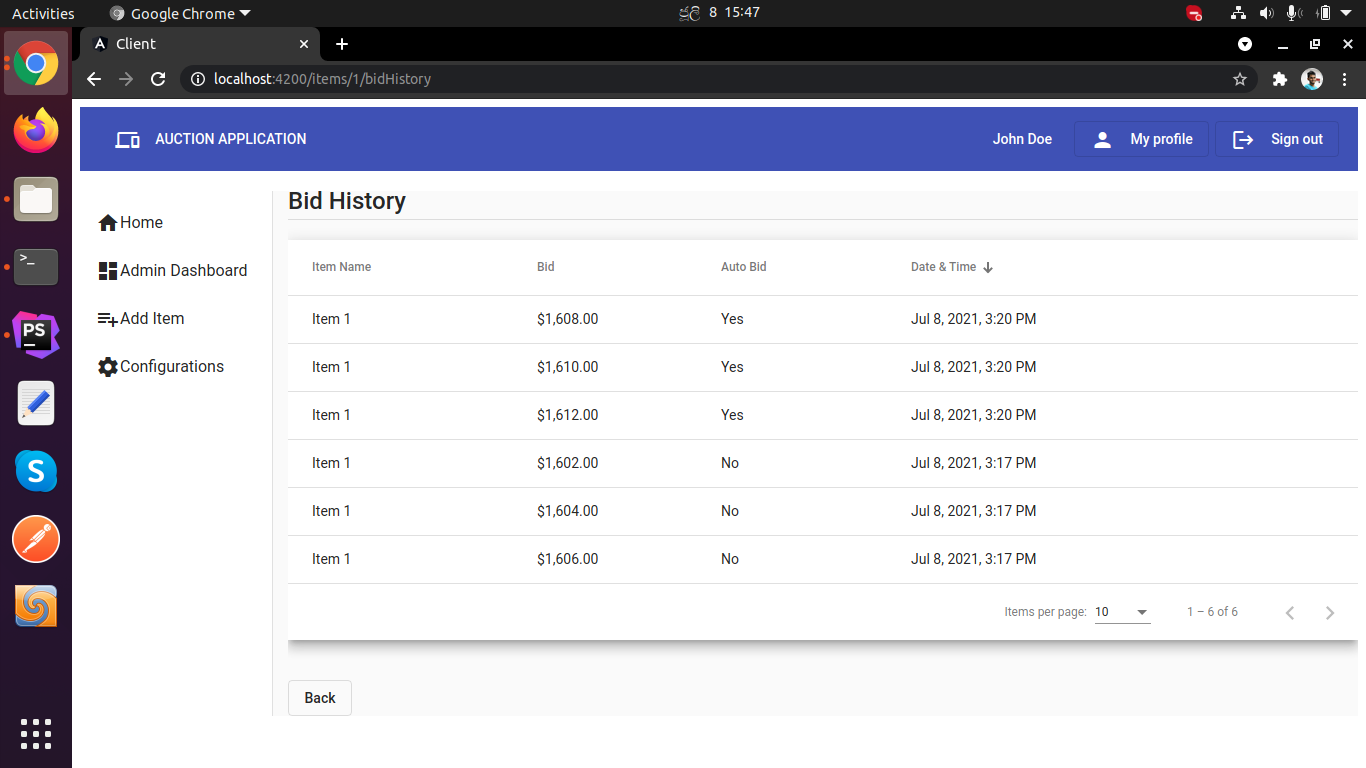 Activities Google Chrome ජූලි 8 15:47
Client
localhost:4200/items/1/bidHistory
AUCTION APPLICATION John Doe My profile Sign out
Home
Admin Dashboard
Add Item
Configurations
Bid History
Item Name Bid Auto Bid Date & Time
Item 1 $1,608.00 Yes Jul 8, 2021, 3:20 PM
Item 1 $1,610.00 Yes Jul 8, 2021, 3:20 PM
Item 1 $1,612.00 Yes Jul 8, 2021, 3:20 PM
Item 1 $1,602.00 No Jul 8, 2021, 3:17 PM
Item 1 $1,604.00 No Jul 8, 2021, 3:17 PM
Item 1 $1,606.00 No Jul 8, 2021, 3:17 PM
Items per page: 10 1 – 6 of 6
Back
PS
S
>_